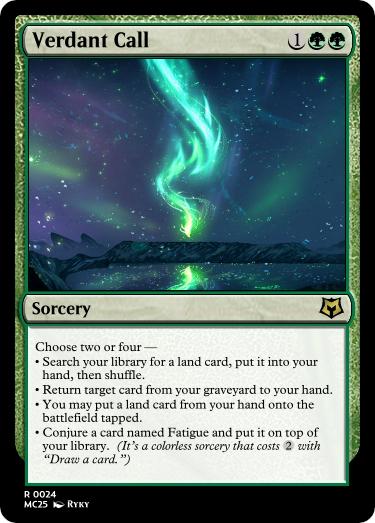 Verdant Call 1
Sorcery
Choose two or four —
• Search your library for a land card, put it into your
hand, then shuffle.
• Return target card from your graveyard to your hand.
• You may put a land card from your hand onto the
battlefield tapped.
• Conjure a card named Fatigue and put it on top of
your library. (It's a colorless sorcery that costs 2 with
“Draw a card.”)
R 0024
MC25 RYKY